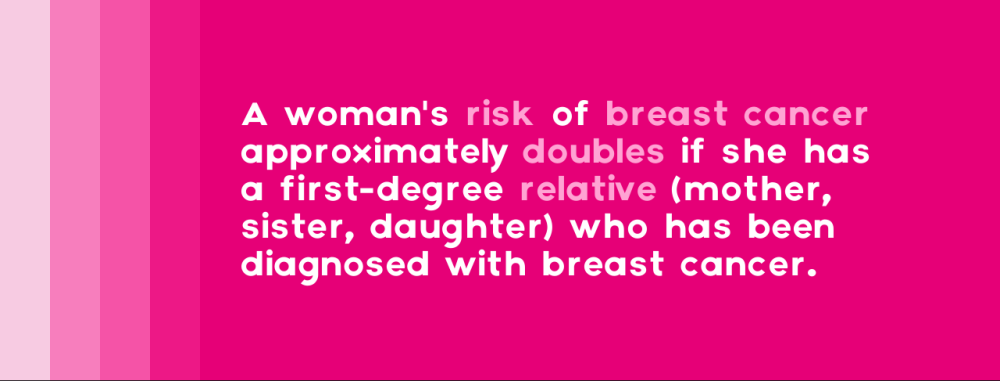 A woman's risk of breast cancer
approximately doubles if she has
a first-degree relative (mother,
sister, daughter) who has been
diagnosed with breast cancer.